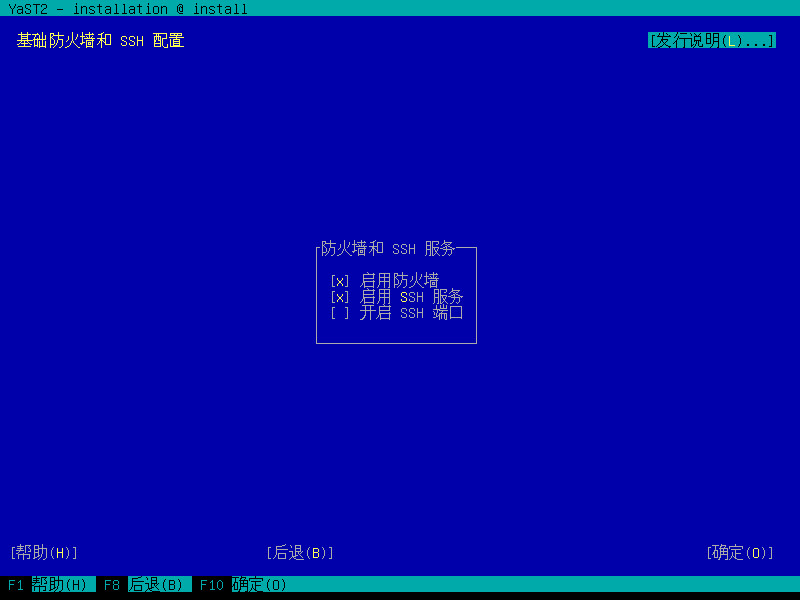 YaST2 - installation @ install
基础防火墙和 SSH 配置 [发行说明(L)...]
防火墙和 SSH 服务
[x] 启用防火墙
[x] 启用 SSH 服务
[ ] 开启 SSH 端口
[帮助(H)] [后退(B)] [确定(O)]
F1 帮助(H) F8 后退(B) F10 确定(O)